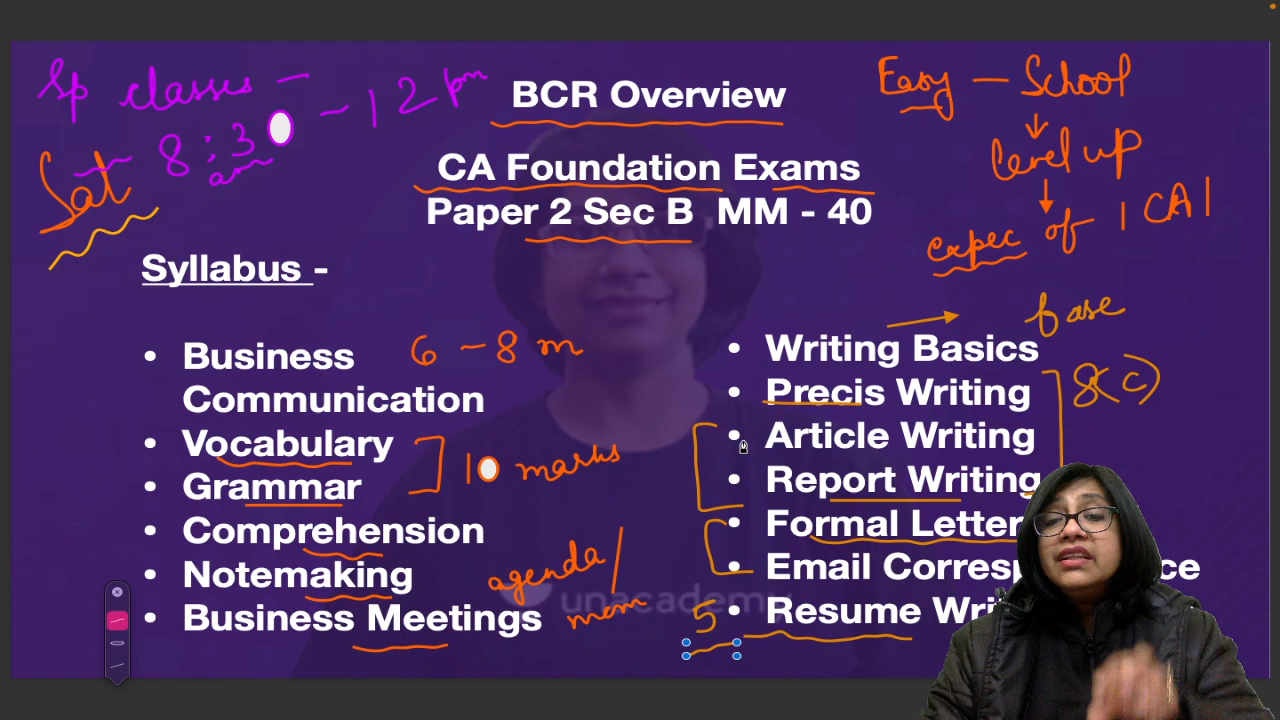 Sp classes -
8:30 am - 12 pm
Sat
BCR Overview
CA Foundation Exams
Paper 2 Sec B MM - 40
Easy - School
Level up
expec of ICAI
Syllabus -
• Business Communication
6 - 8 m
• Vocabulary
• Grammar
10 marks
• Comprehension
• Notemaking
• Business Meetings
agenda/
mom
unacademy
base
• Writing Basics
• Precis Writing
8(c)
• Article Writing
• Report Writing
• Formal Letter
• Email Corresp ce
5
• Resume Wri